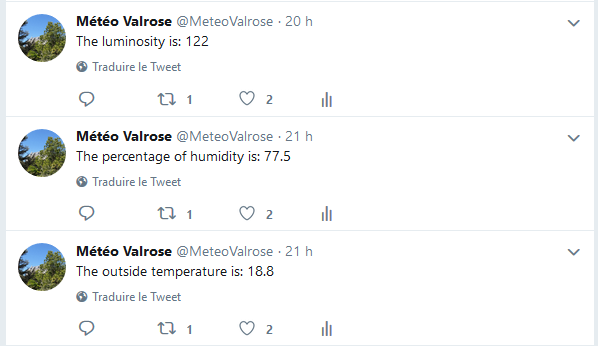 Météo Valrose @MeteoValrose · 20 h
The luminosity is: 122
Traduire le Tweet
1 2
Météo Valrose @MeteoValrose · 21 h
The percentage of humidity is: 77.5
Traduire le Tweet
1 2
Météo Valrose @MeteoValrose · 21 h
The outside temperature is: 18.8
Traduire le Tweet
1 2